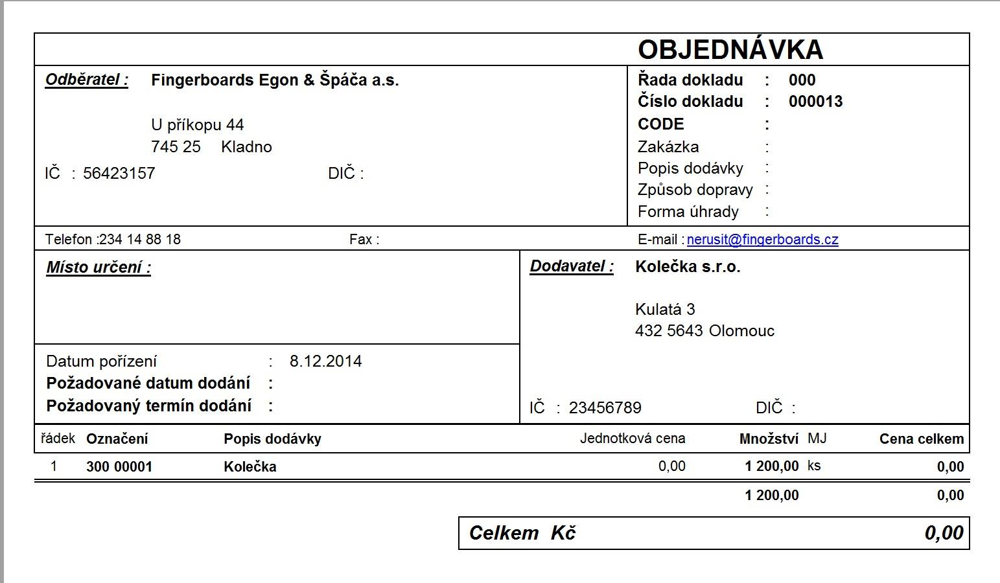 OBJEDNÁVKA
Odběratel : Fingerboards Egon & Špáča a.s.
U příkopu 44
745 25 Kladno
IČ : 56423157 DIČ :
Řada dokladu : 000
Číslo dokladu : 000013
CODE :
Zakázka :
Popis dodávky :
Způsob dopravy :
Forma úhrady :
Telefon :234 14 88 18 Fax : E-mail : nerusit@fingerboards.cz
Místo určení :
Datum pořízení : 8.12.2014
Požadované datum dodání :
Požadovaný termín dodání :
Dodavatel : Kolečka s.r.o.
Kulatá 3
432 5643 Olomouc
IČ : 23456789 DIČ :
řádek Označení Popis dodávky Jednotková cena Množství MJ Cena celkem
1 300 00001 Kolečka 0,00 1 200,00 ks 0,00
1 200,00 0,00
Celkem Kč 0,00